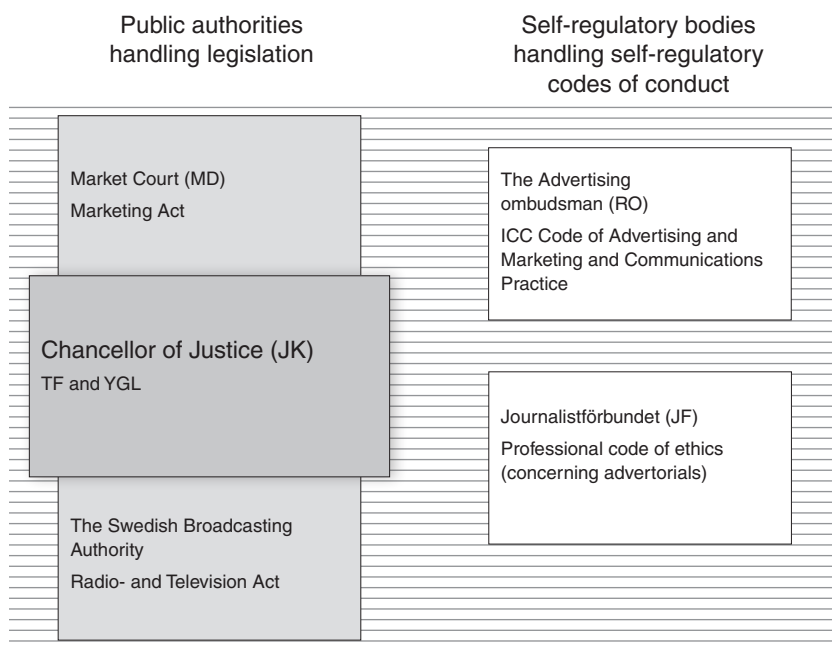 Public authorities
handling legislation
Self-regulatory bodies
handling self-regulatory
codes of conduct
Market Court (MD)
Marketing Act
Chancellor of Justice (JK)
TF and YGL
The Swedish Broadcasting
Authority
Radio- and Television Act
The Advertising
ombudsman (RO)
ICC Code of Advertising and
Marketing and Communications
Practice
Journalistförbundet (JF)
Professional code of ethics
(concerning advertorials)